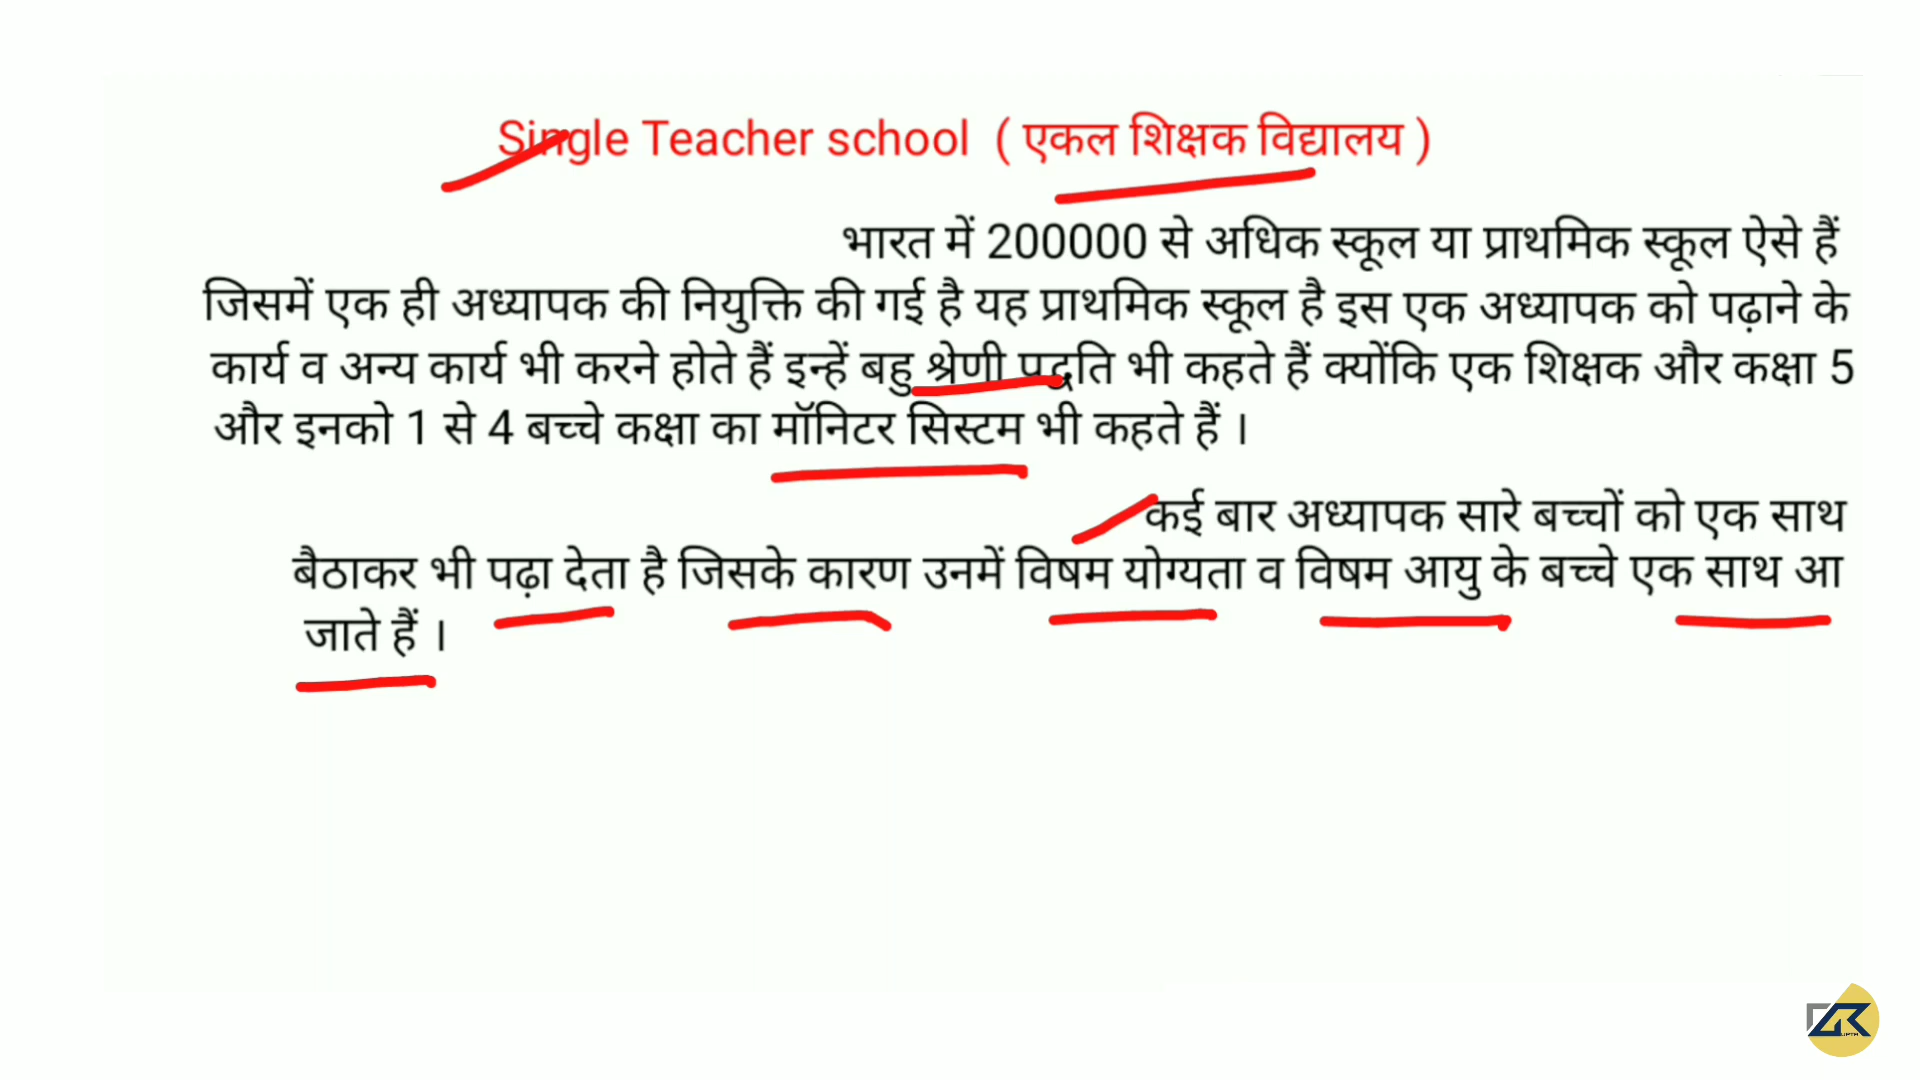 Single Teacher school ( एकल शिक्षक विद्यालय )
भारत में 200000 से अधिक स्कूल या प्राथमिक स्कूल ऐसे हैं
जिसमें एक ही अध्यापक की नियुक्ति की गई है यह प्राथमिक स्कूल है इस एक अध्यापक को पढ़ाने के
कार्य व अन्य कार्य भी करने होते हैं इन्हें बहु श्रेणी पद्धति भी कहते हैं क्योंकि एक शिक्षक और कक्षा 5
और इनको 1 से 4 बच्चे कक्षा का मॉनिटर सिस्टम भी कहते हैं ।
कई बार अध्यापक सारे बच्चों को एक साथ
बैठाकर भी पढ़ा देता है जिसके कारण उनमें विषम योग्यता व विषम आयु के बच्चे एक साथ आ
जाते हैं ।